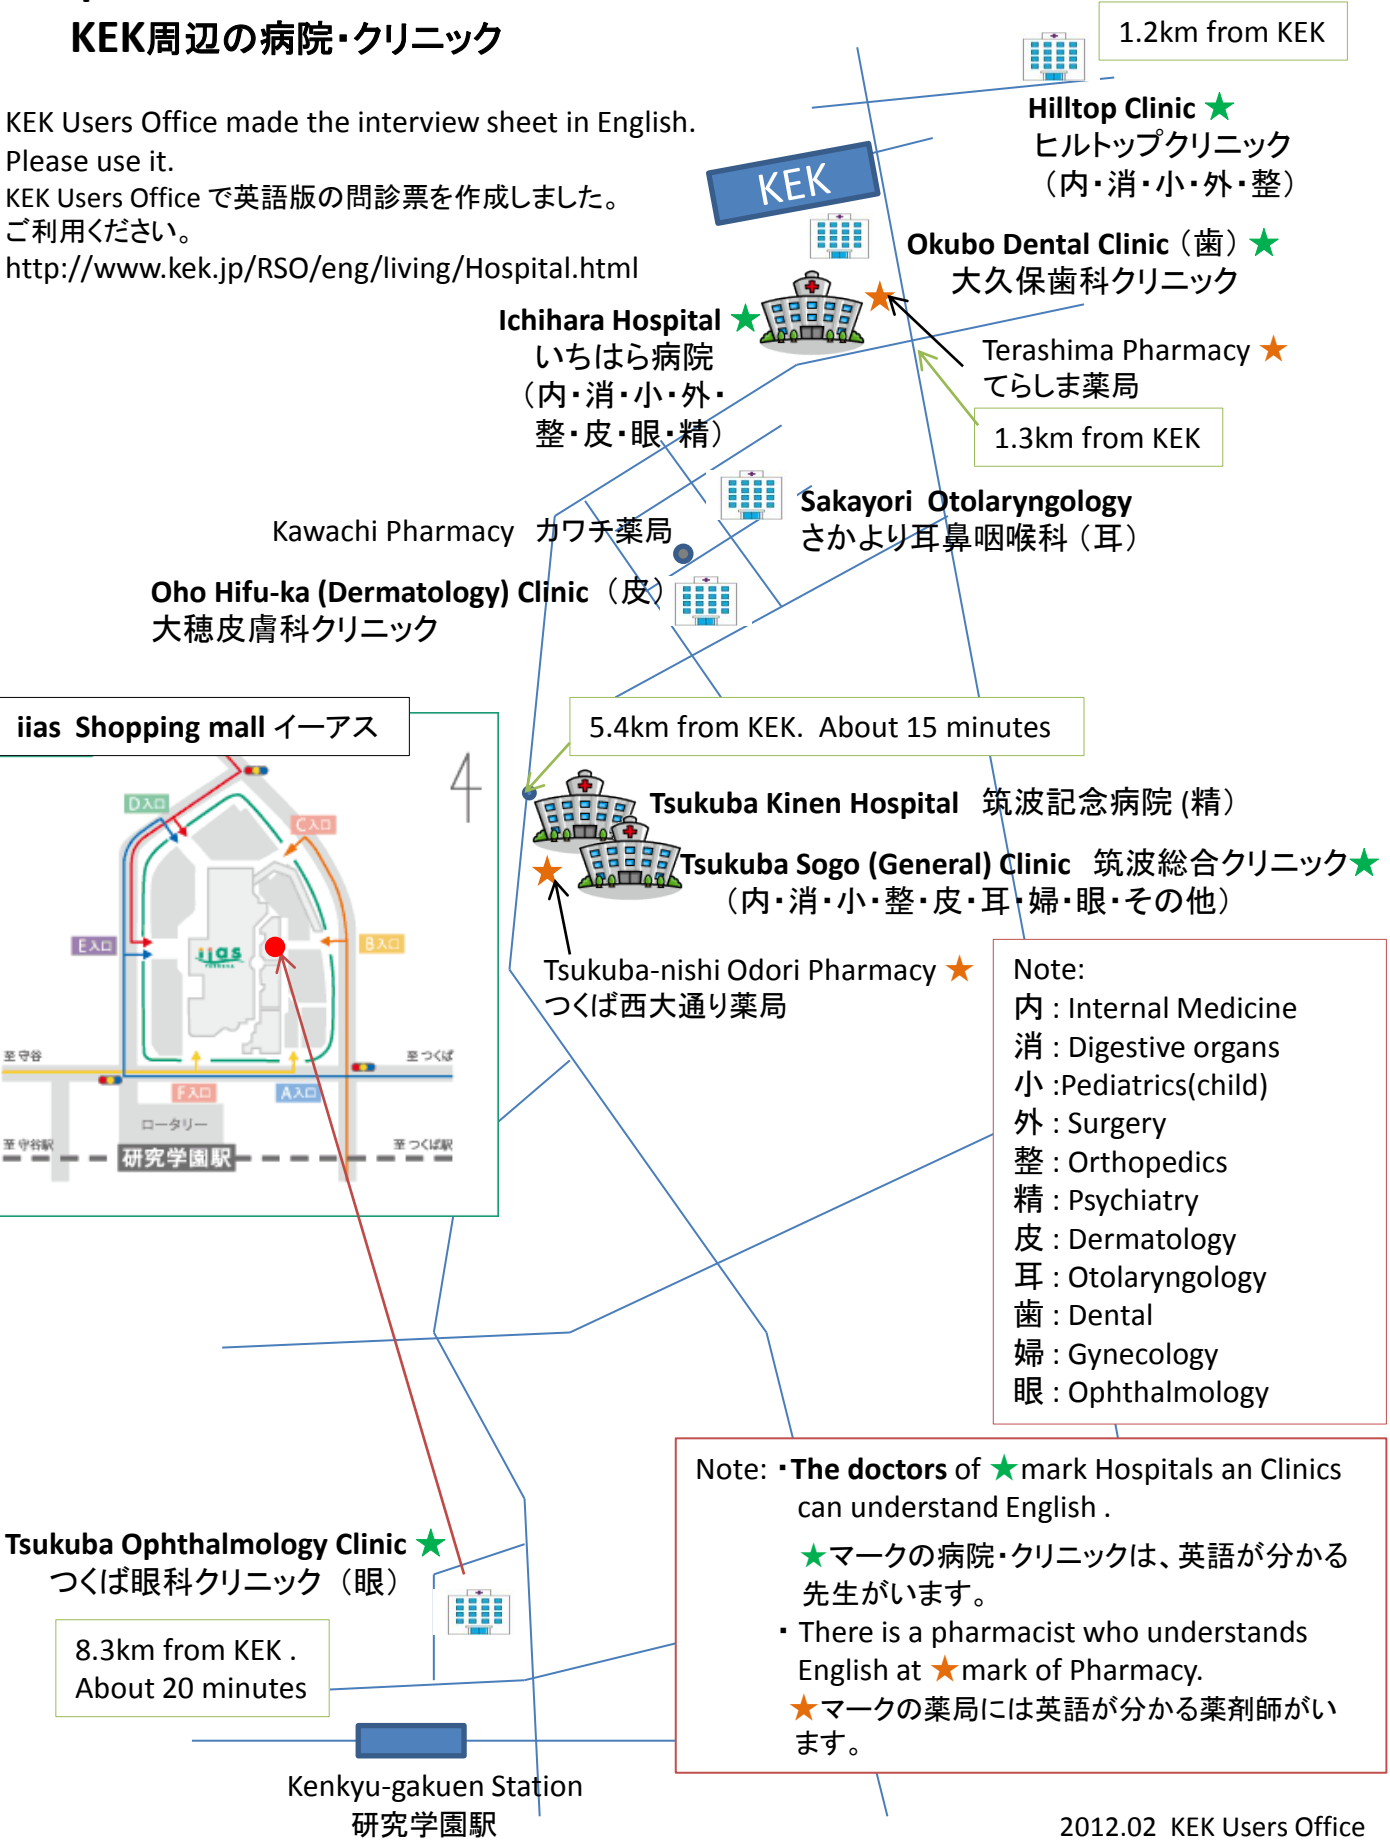 KEK周辺の病院・クリニック
1.2km from KEK
KEK Users Office made the interview sheet in English.
Please use it.
KEK Users Office で英語版の問診票を作成しました。
ご利用ください。
http://www.kek.jp/RSO/eng/living/Hospital.html
Hilltop Clinic ★
ヒルトップクリニック
（内・消・小・外・整）
KEK
Okubo Dental Clinic（歯）★
大久保歯科クリニック
Ichihara Hospital ★
いちはら病院
（内・消・小・外・
整・皮・眼・精）
Terashima Pharmacy ★
てらしま薬局
1.3km from KEK
Sakayori Otolaryngology
さかより耳鼻咽喉科（耳）
Kawachi Pharmacy カワチ薬局
Oho Hifu-ka (Dermatology) Clinic（皮）
大穂皮膚科クリニック
iias Shopping mall イーアス
5.4km from KEK. About 15 minutes
Tsukuba Kinen Hospital 筑波記念病院 (精）
Tsukuba Sogo (General) Clinic 筑波総合クリニック★
（内・消・小・整・皮・耳・婦・眼・その他）
Tsukuba-nishi Odori Pharmacy ★
つくば西大通り薬局
D入口
C入口
E入口
iias
B入口
至守谷
至つくば
F入口
A入口
ロータリー
至守谷駅
至つくば駅
研究学園駅
Note:
内 : Internal Medicine
消 : Digestive organs
小 :Pediatrics(child)
外 : Surgery
整 : Orthopedics
精 : Psychiatry
皮 : Dermatology
耳 : Otolaryngology
歯 : Dental
婦 : Gynecology
眼 : Ophthalmology
Note: ・The doctors of ★mark Hospitals an Clinics
can understand English .
★マークの病院・クリニックは、英語が分かる
先生がいます。
・ There is a pharmacist who understands
English at ★mark of Pharmacy.
★マークの薬局には英語が分かる薬剤師がい
ます。
Tsukuba Ophthalmology Clinic ★
つくば眼科クリニック（眼）
8.3km from KEK .
About 20 minutes
Kenkyu-gakuen Station
研究学園駅
2012.02 KEK Users Office